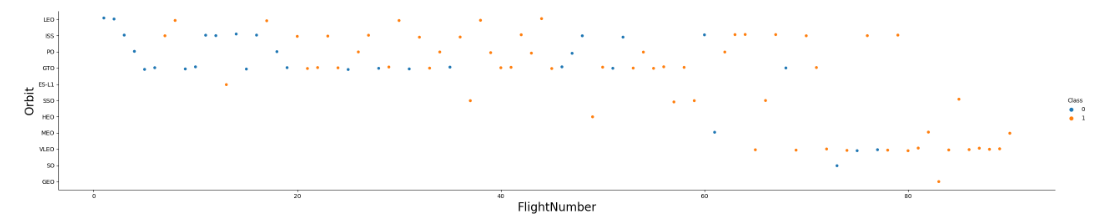 LEO
ISS
PO
GTO
ES-L1
SSO
HEO
MEO
VLEO
SO
GEO
Orbit
0 20 40 60 80
FlightNumber
Class
0
1